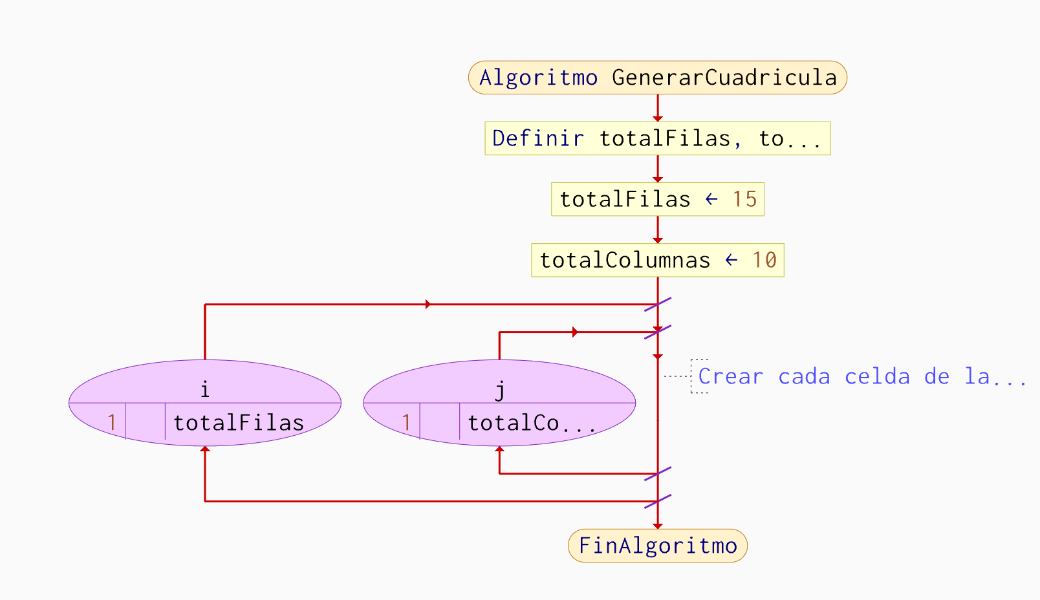 Algoritmo GenerarCuadricula
Definir totalFilas, to...
totalFilas ← 15
totalColumnas ← 10
i
1 totalFilas
j
1 totalCo...
Crear cada celda de la...
FinAlgoritmo